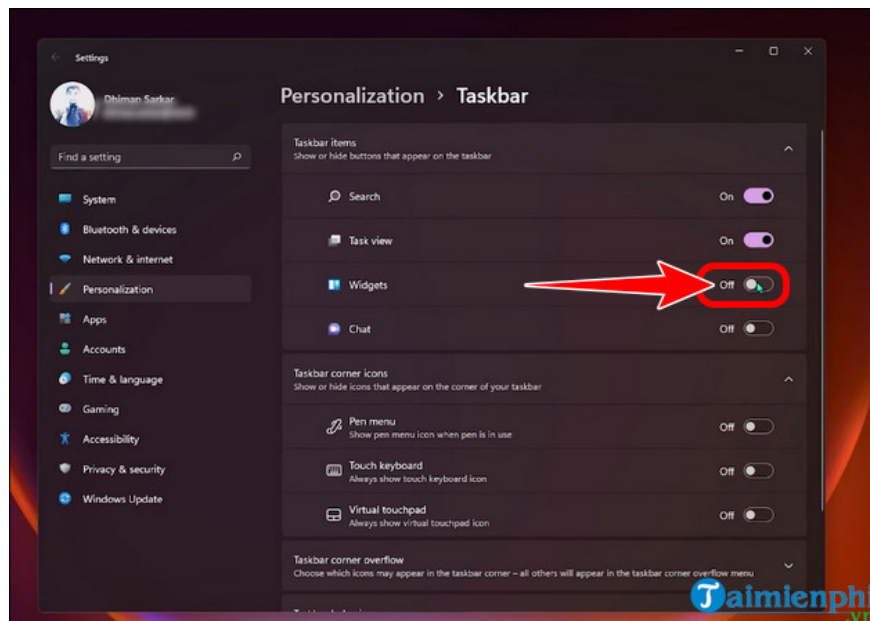 Settings
Dhiman Sarkar
Personalization > Taskbar
Find a setting
System
Bluetooth & devices
Network & internet
Personalization
Apps
Accounts
Time & language
Gaming
Accessibility
Privacy & security
Windows Update
Taskbar items
Show or hide buttons that appear on the taskbar
Search On
Task view On
Widgets Off
Chat Off
Taskbar corner icons
Show or hide icons that appear on the corner of your taskbar
Pen menu
Show pen menu icon when pen is in use
Off
Touch keyboard
Always show touch keyboard icon
Off
Virtual touchpad
Always show virtual touchpad icon
Off
Taskbar corner overflow
Choose which icons may appear in the taskbar corner – all others will appear in the taskbar corner overflow menu
Taimienphi
.vn